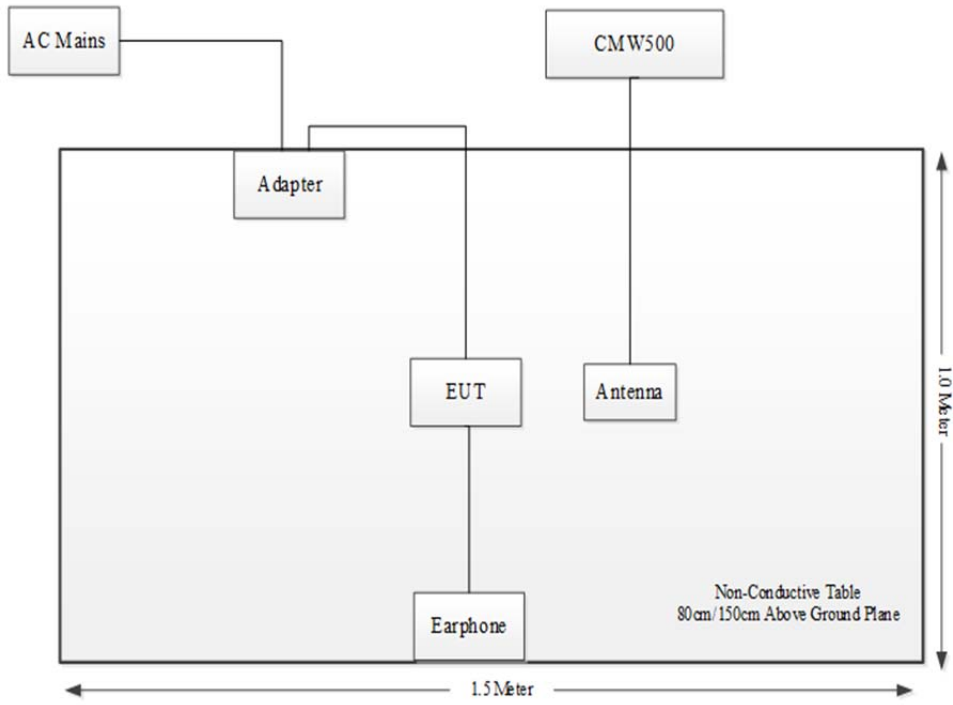 AC Mains
CMW500
Adapter
EUT
Antenna
1.0 Meter
Non-Conductive Table
80cm/150cm Above Ground Plane
Earphone
1.5 Meter